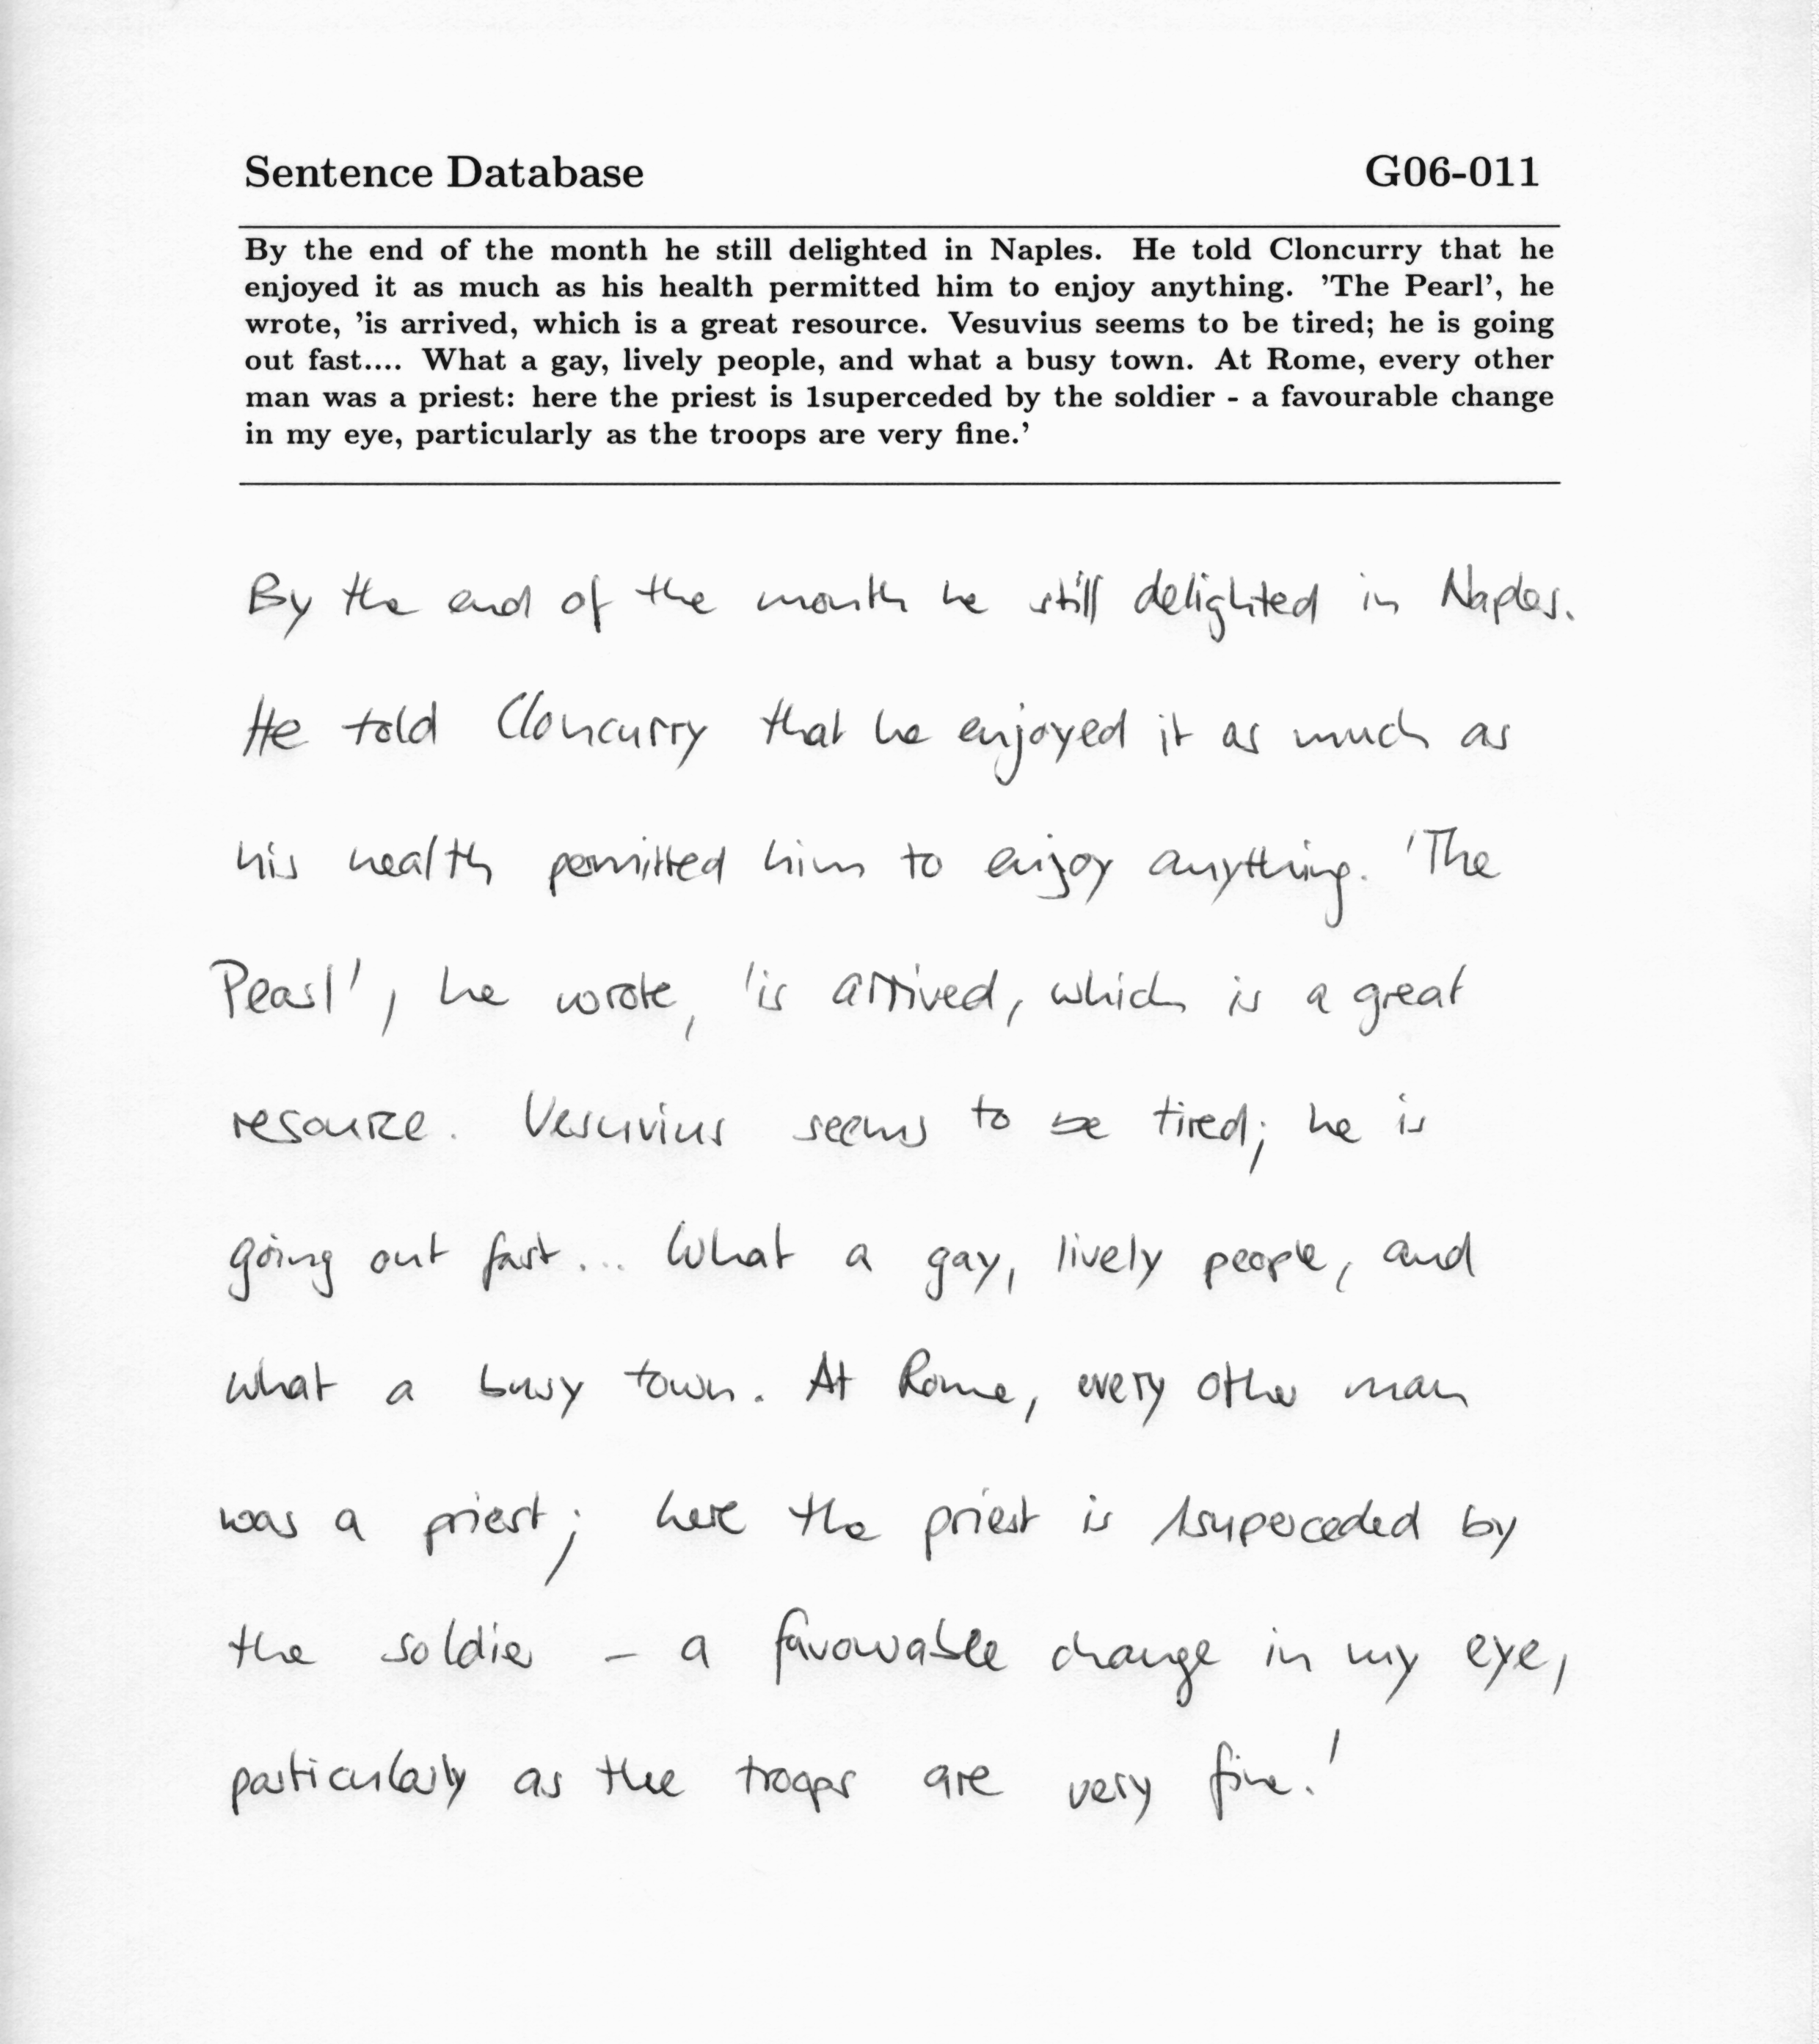 Sentence Database G06-011
By the end of the month he still delighted in Naples. He told Cloncurry that he
enjoyed it as much as his health permitted him to enjoy anything. 'The Pearl', he
wrote, 'is arrived, which is a great resource. Vesuvius seems to be tired; he is going
out fast.... What a gay, lively people, and what a busy town. At Rome, every other
man was a priest: here the priest is 1superceded by the soldier - a favourable change
in my eye, particularly as the troops are very fine.'
By the end of the month he still delighted in Naples.
He told Cloncurry that he enjoyed it as much as
his health permitted him to enjoy anything. 'The
Pearl', he wrote, 'is arrived, which is a great
resource. Vesuvius seems to be tired; he is
going out fast... What a gay, lively people, and
what a busy town. At Rome, every other man
was a priest; here the priest is 1superceded by
the soldier - a favourable change in my eye,
particularly as the troops are very fine.'